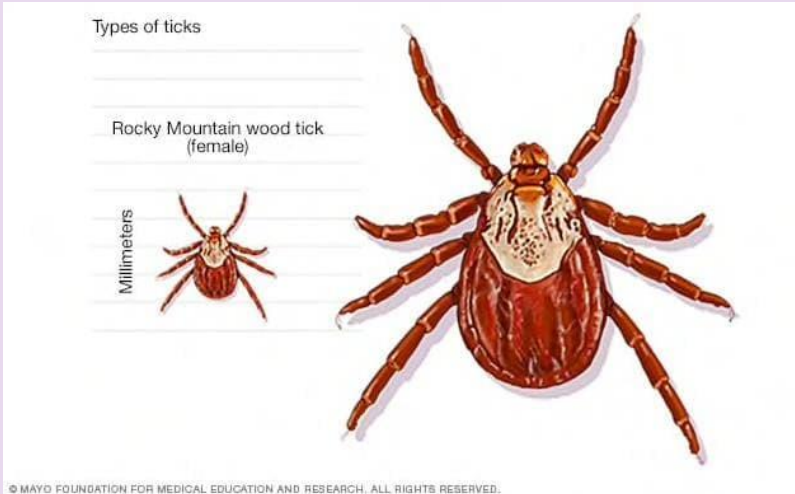 Types of ticks
Rocky Mountain wood tick
(female)
Millimeters
© MAYO FOUNDATION FOR MEDICAL EDUCATION AND RESEARCH. ALL RIGHTS RESERVED.